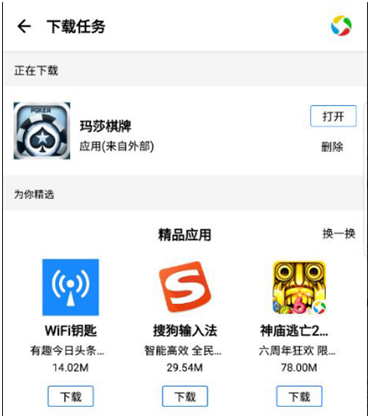 下载任务
正在下载
POKER
玛莎棋牌
打开
应用(来自外部)
删除
为你精选
精品应用
换一换
WiFi钥匙
搜狗输入法
神庙逃亡2...
有趣今日头条...
智能高效 全民...
六周年狂欢 限...
14.02M
29.54M
78.00M
下载
下载
下载